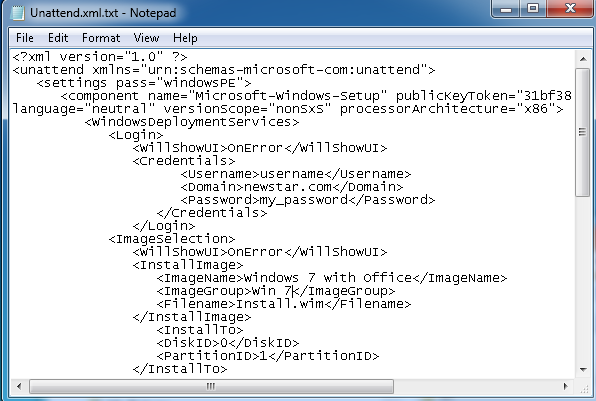 Unattend.xml.txt - Notepad
File Edit Format View Help
<?xml version="1.0" ?>
<unattend xmlns="urn:schemas-microsoft-com:unattend">
<settings pass="windowsPE">
<component name="Microsoft-Windows-Setup" publicKeyToken="31bf38
language="neutral" versionScope="nonSxS" processorArchitecture="x86">
<WindowsDeploymentServices>
<Login>
<WillShowUI>OnError</WillShowUI>
<Credentials>
<Username>username</Username>
<Domain>newstar.com</Domain>
<Password>my_password</Password>
</Credentials>
</Login>
<ImageSelection>
<WillShowUI>OnError</WillShowUI>
<InstallImage>
<ImageName>Windows 7 with Office</ImageName>
<ImageGroup>Win 7</ImageGroup>
<Filename>Install.wim</Filename>
</InstallImage>
<InstallTo>
<DiskID>0</DiskID>
<PartitionID>1</PartitionID>
</InstallTo>